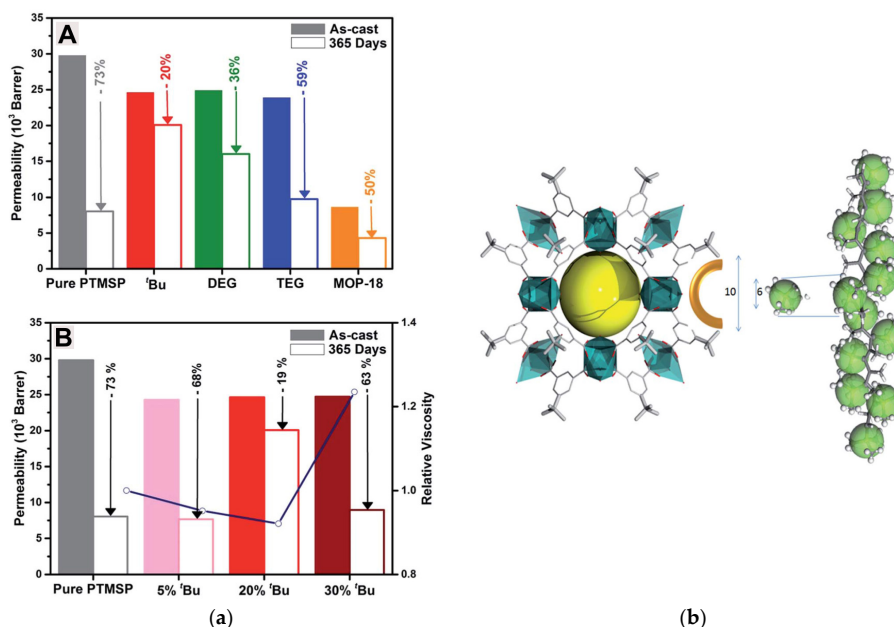 A
As-cast
365 Days
Permeability (10³ Barrer)
35
30
25
20
15
10
5
0
- 73%
- 20%
- 36%
- 59%
- 50%
Pure PTMSP
ᵗBu
DEG
TEG
MOP-18
B
As-cast
365 Days
Permeability (10³ Barrer)
35
30
25
20
15
10
5
0
- 73 %
- 68%
- 19 %
- 63 %
1.4
1.2
1.0
0.8
Relative Viscosity
Pure PTMSP
5% ᵗBu
20% ᵗBu
30% ᵗBu
10
6
(a)
(b)